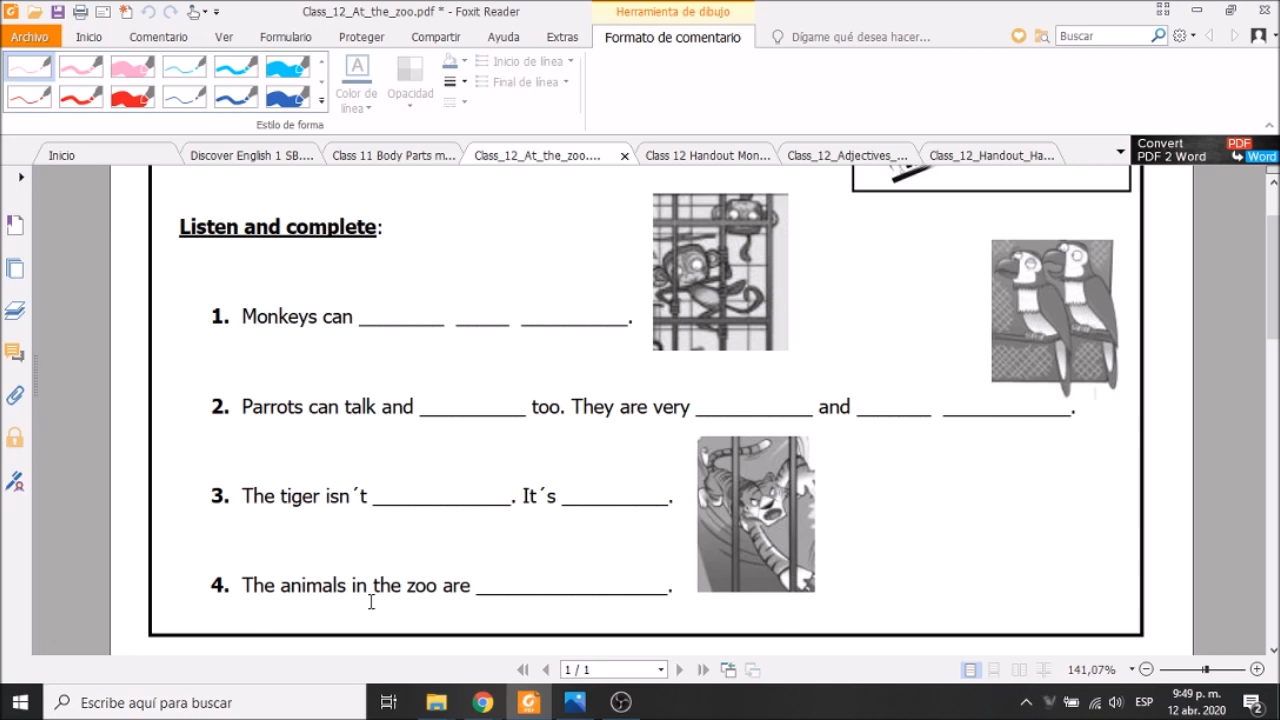 Class_12_At_the_zoo.pdf * - Foxit Reader
Herramienta de dibujo
Archivo Inicio Comentario Ver Formulario Proteger Compartir Ayuda Extras Formato de comentario Dígame qué desea hacer... Buscar
Color de línea
Opacidad
Inicio de línea
Final de línea
Estilo de forma
Inicio Discover English 1 SB.... Class 11 Body Parts m... Class_12_At_the_zoo.... Class 12 Handout Mon... Class_12_Adjectives_... Class_12_Handout_Ha...
Convert PDF
PDF 2 Word Word
Listen and complete:
1. Monkeys can ________ _____ __________.
2. Parrots can talk and __________ too. They are very ___________ and _______ ____________.
3. The tiger isn´t _____________. It´s __________.
4. The animals in the zoo are __________________.
1 / 1 141,07%
Escribe aquí para buscar
ESP
9:49 p. m.
12 abr. 2020
2